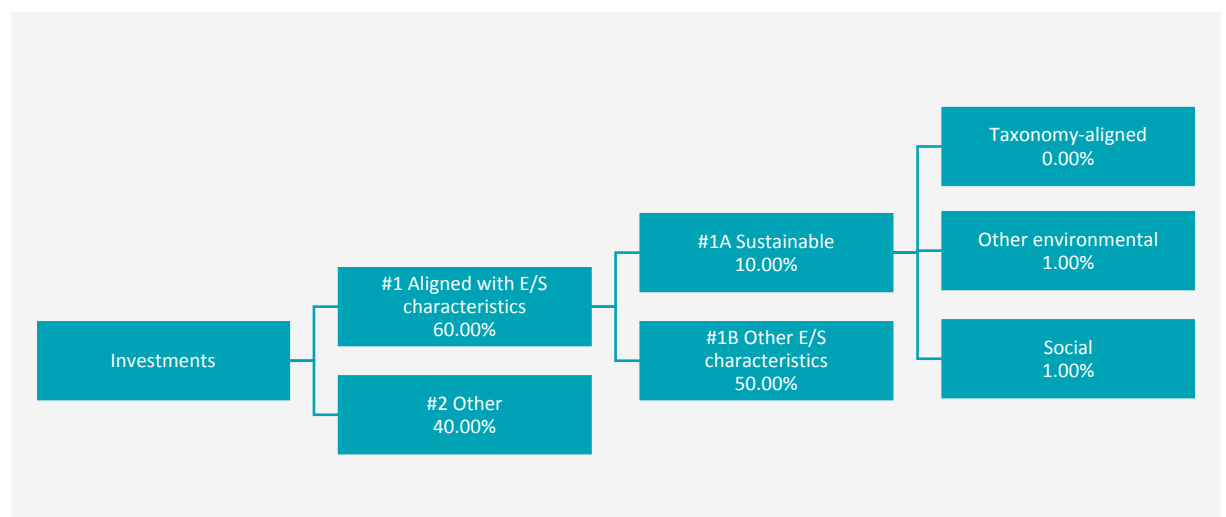 Investments
#1 Aligned with E/S
characteristics
60.00%
#2 Other
40.00%
#1A Sustainable
10.00%
#1B Other E/S
characteristics
50.00%
Taxonomy-aligned
0.00%
Other environmental
1.00%
Social
1.00%